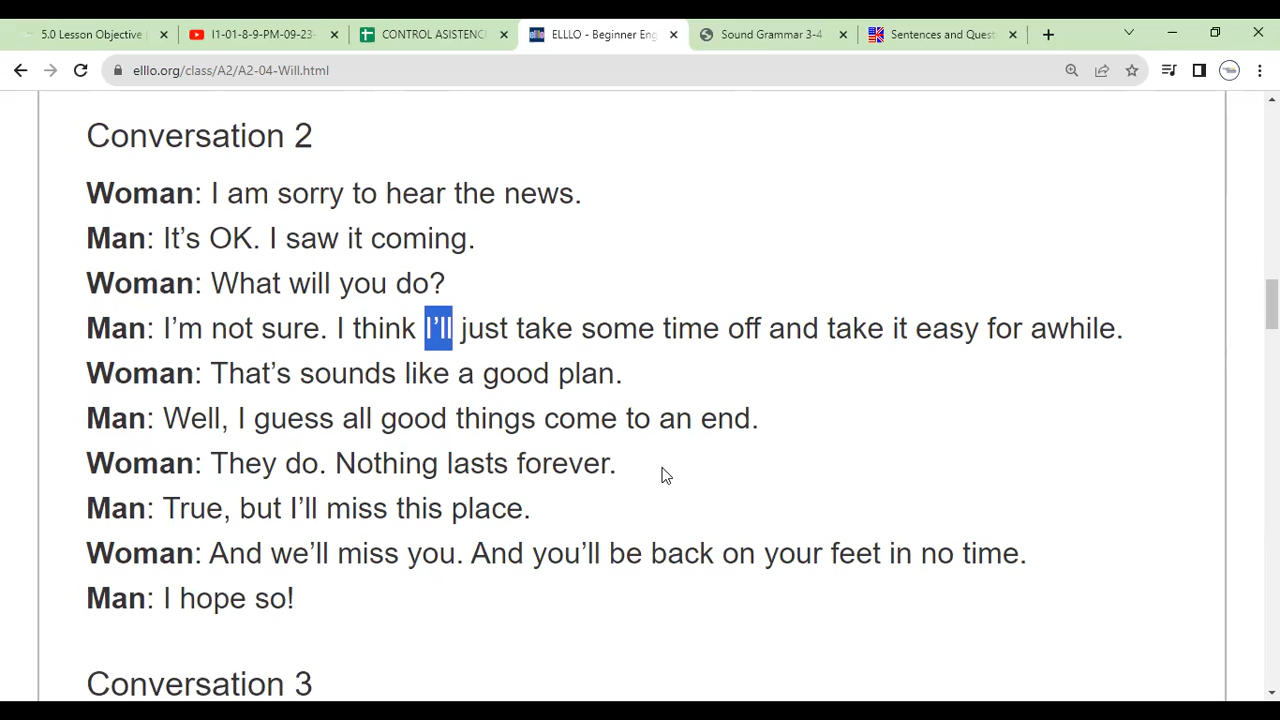 5.0 Lesson Objective
I1-01-8-9-PM-09-23-
CONTROL ASISTENC
ELLLO - Beginner Eng
Sound Grammar 3-4
Sentences and Quest
elllo.org/class/A2/A2-04-Will.html
Conversation 2
Woman: I am sorry to hear the news.
Man: It’s OK. I saw it coming.
Woman: What will you do?
Man: I’m not sure. I think I’ll just take some time off and take it easy for awhile.
Woman: That’s sounds like a good plan.
Man: Well, I guess all good things come to an end.
Woman: They do. Nothing lasts forever.
Man: True, but I’ll miss this place.
Woman: And we’ll miss you. And you’ll be back on your feet in no time.
Man: I hope so!
Conversation 3